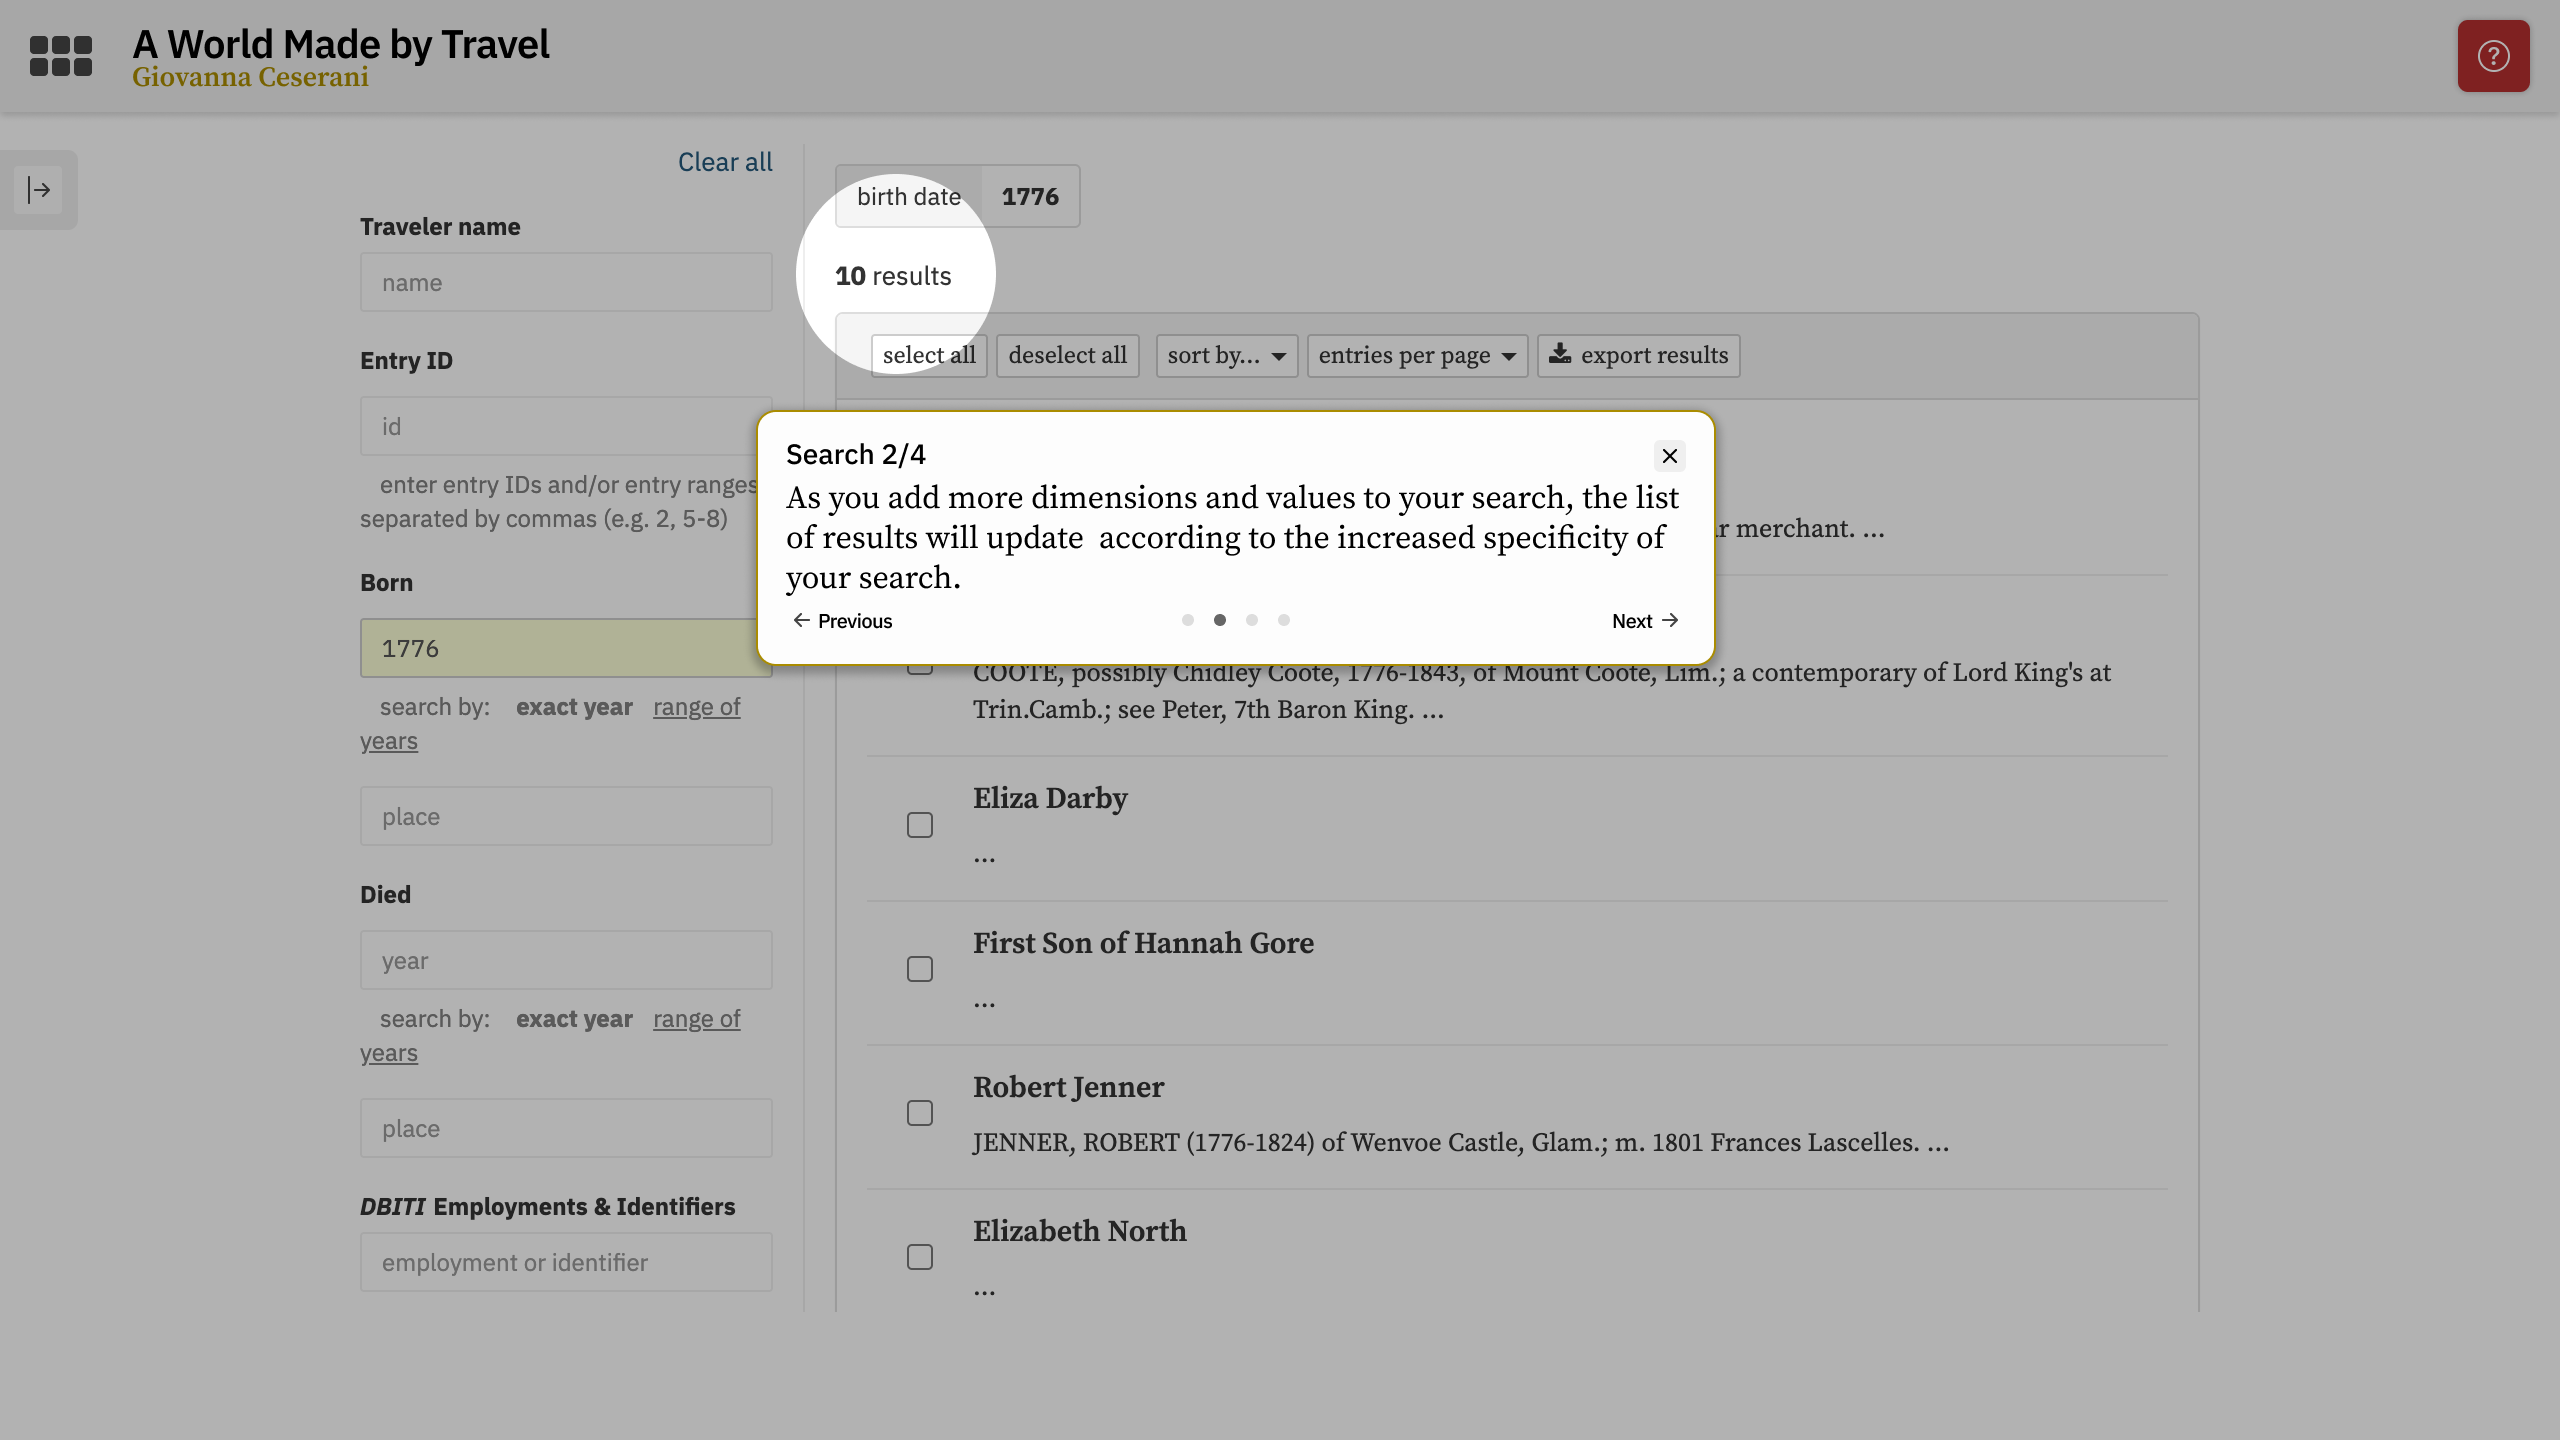 A World Made by Travel
Giovanna Ceserani
Clear all
Traveler name
name
Entry ID
id
enter entry IDs and/or entry ranges
separated by commas (e.g. 2, 5-8)
Born
1776
search by: exact year range of
years
place
Died
year
search by: exact year range of
years
place
DBITI Employments & Identifiers
employment or identifier
birth date 1776
10 results
select all deselect all sort by... entries per page export results
Search 2/4
As you add more dimensions and values to your search, the list
of results will update  according to the increased specificity of
your search.
Previous Next
merchant. ...
COOTE, possibly Chidley Coote, 1776-1843, of Mount Coote, Lim.; a contemporary of Lord King's at
Trin.Camb.; see Peter, 7th Baron King. ...
Eliza Darby
...
First Son of Hannah Gore
...
Robert Jenner
JENNER, ROBERT (1776-1824) of Wenvoe Castle, Glam.; m. 1801 Frances Lascelles. ...
Elizabeth North
...